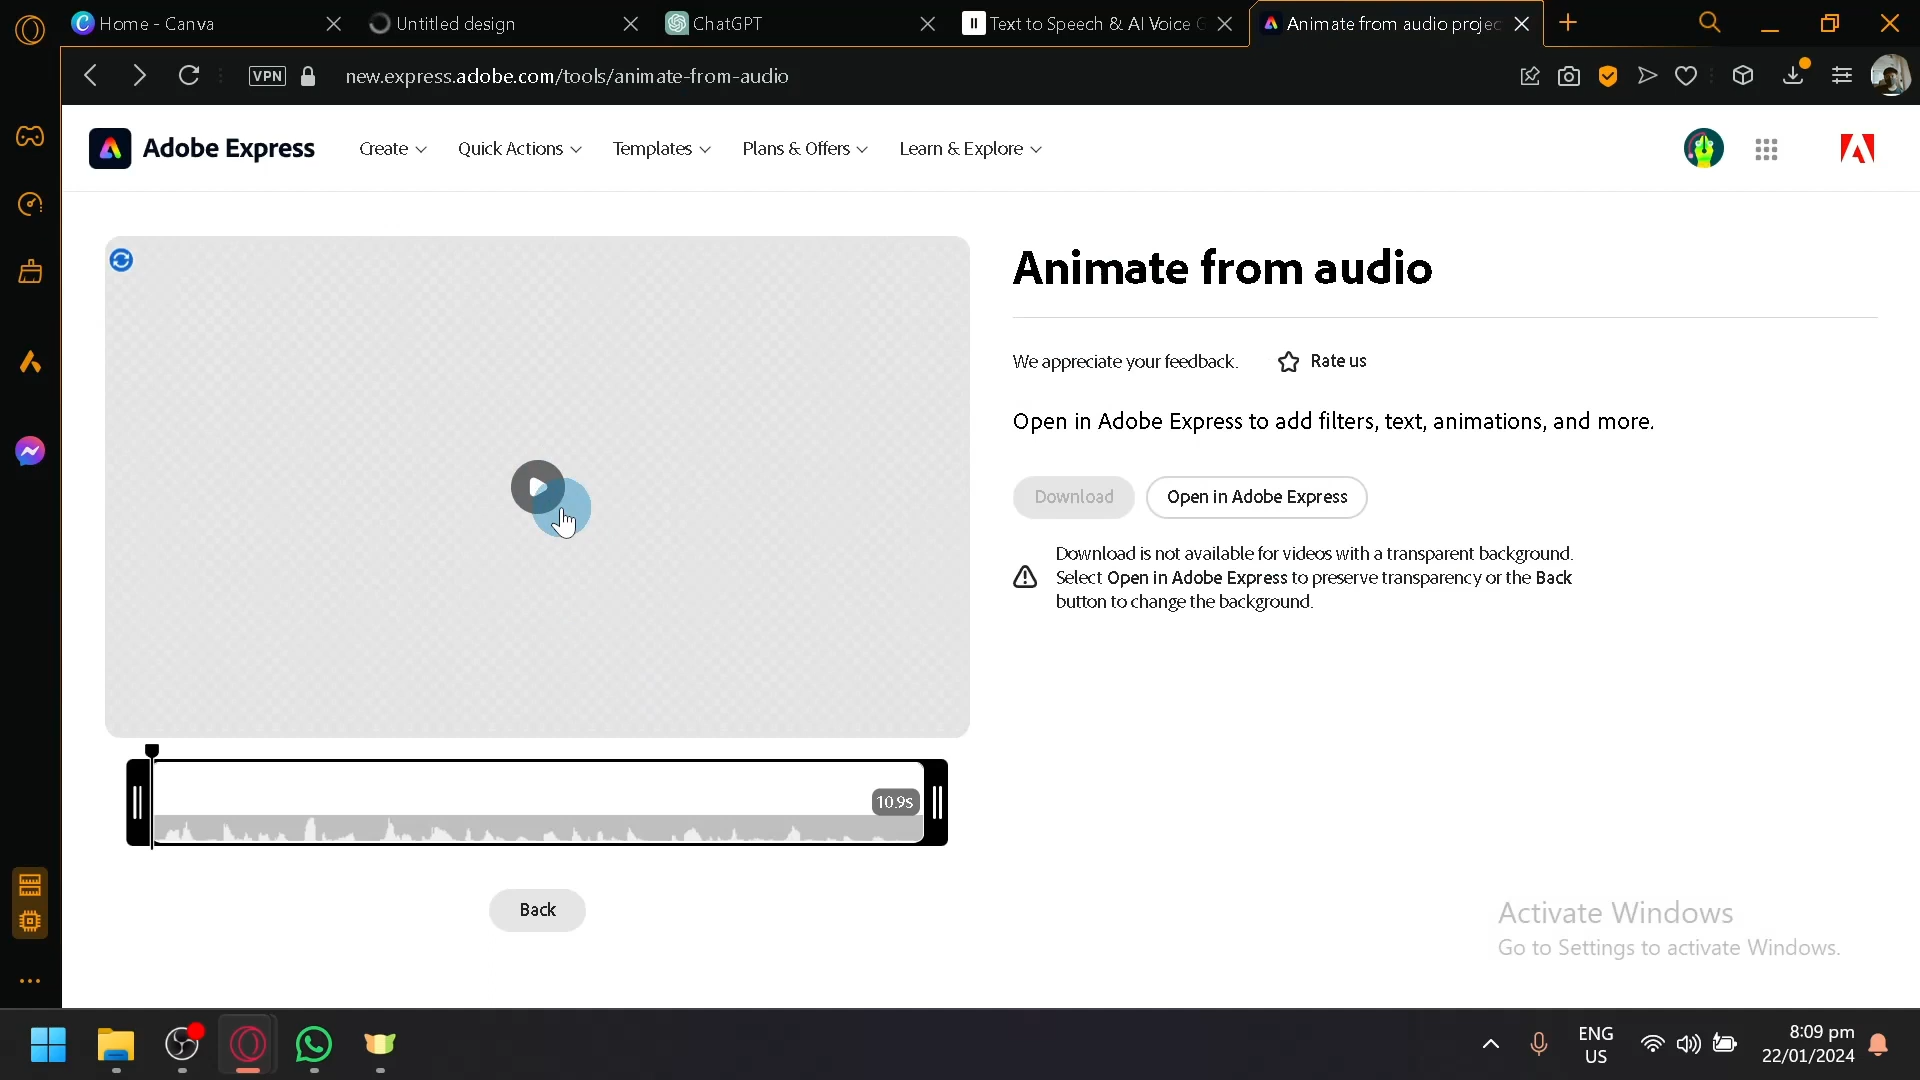 Home - Canva
Untitled design
ChatGPT
Text to Speech & AI Voice G
Animate from audio projec
VPN
new.express.adobe.com/tools/animate-from-audio
Adobe Express
Create
Quick Actions
Templates
Plans & Offers
Learn & Explore
Animate from audio
We appreciate your feedback.
Rate us
Open in Adobe Express to add filters, text, animations, and more.
Download
Open in Adobe Express
Download is not available for videos with a transparent background.
Select Open in Adobe Express to preserve transparency or the Back
button to change the background.
10.9s
Back
Activate Windows
Go to Settings to activate Windows.
ENG
US
8:09 pm
22/01/2024